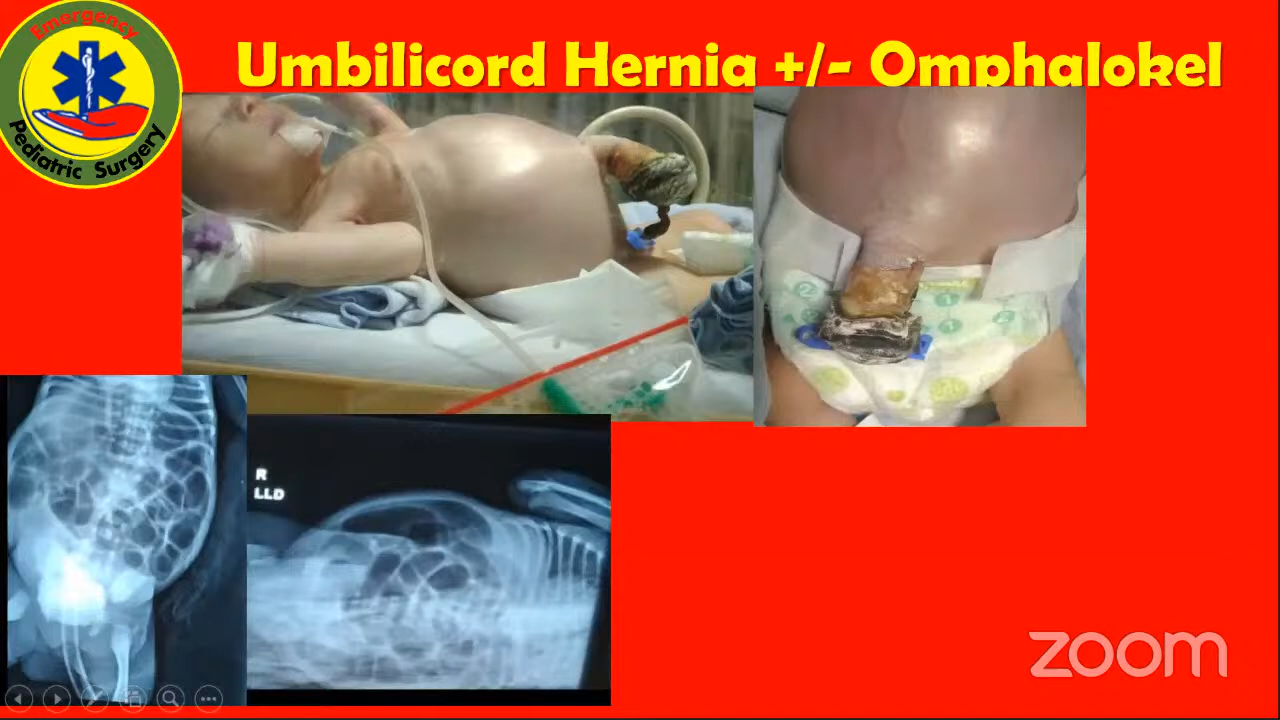 Emergency
Pediatric Surgery
Umbilicord Hernia +/- Omphalokel
R
LLD
zoom